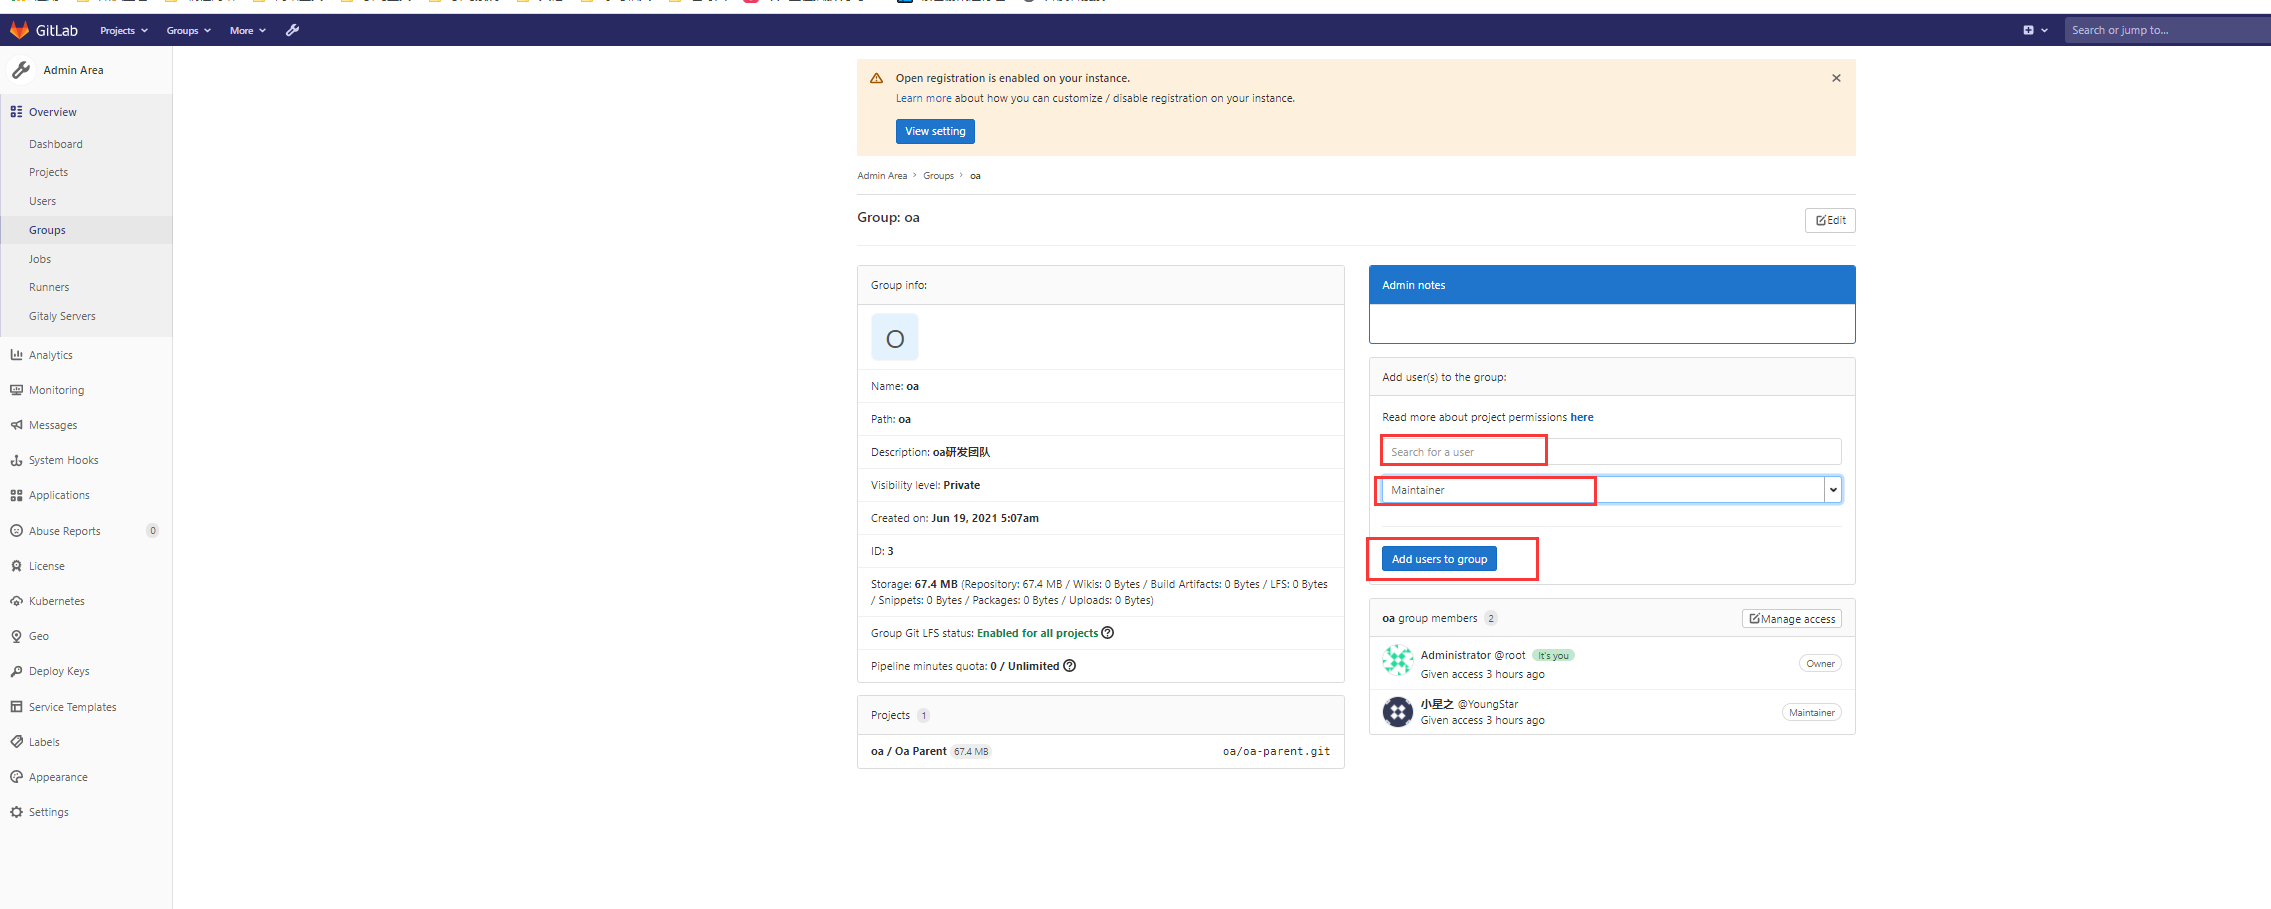 GitLab Projects Groups More Search or jump to...
Admin Area
Overview
Dashboard
Projects
Users
Groups
Jobs
Runners
Gitaly Servers
Analytics
Monitoring
Messages
System Hooks
Applications
Abuse Reports 0
License
Kubernetes
Geo
Deploy Keys
Service Templates
Labels
Appearance
Settings
Open registration is enabled on your instance.
Learn more about how you can customize / disable registration on your instance.
View setting
Admin Area > Groups > oa
Group: oa
Edit
Group info:
O
Name: oa
Path: oa
Description: oa研发团队
Visibility level: Private
Created on: Jun 19, 2021 5:07am
ID: 3
Storage: 67.4 MB (Repository: 67.4 MB / Wikis: 0 Bytes / Build Artifacts: 0 Bytes / LFS: 0 Bytes
/ Snippets: 0 Bytes / Packages: 0 Bytes / Uploads: 0 Bytes)
Group Git LFS status: Enabled for all projects
Pipeline minutes quota: 0 / Unlimited
Projects 1
oa / Oa Parent 67.4 MB oa/oa-parent.git
Admin notes
Add user(s) to the group:
Read more about project permissions here
Search for a user
Maintainer
Add users to group
oa group members 2
Manage access
Administrator @root It's you
Given access 3 hours ago
Owner
小星之 @YoungStar
Given access 3 hours ago
Maintainer